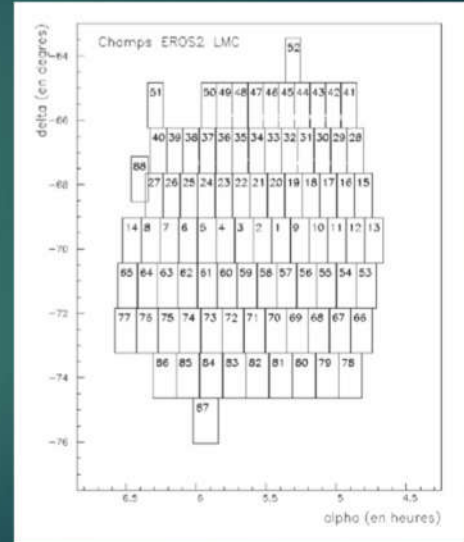 Champs EROS2 LMC
delta (en degres)
-64
-66
-68
-70
-72
-74
-76
52
51 50 49 48 47 46 45 44 43 42 41
40 39 38 37 36 35 34 33 32 31 30 29 28
88
27 26 25 24 23 22 21 20 19 18 17 16 15
14 8 7 6 5 4 3 2 1 9 10 11 12 13
65 64 63 62 61 60 59 58 57 56 55 54 53
77 76 75 74 73 72 71 70 69 68 67 66
86 85 84 83 82 81 80 79 78
87
6.5 6 5.5 5 4.5
alpha (en heures)